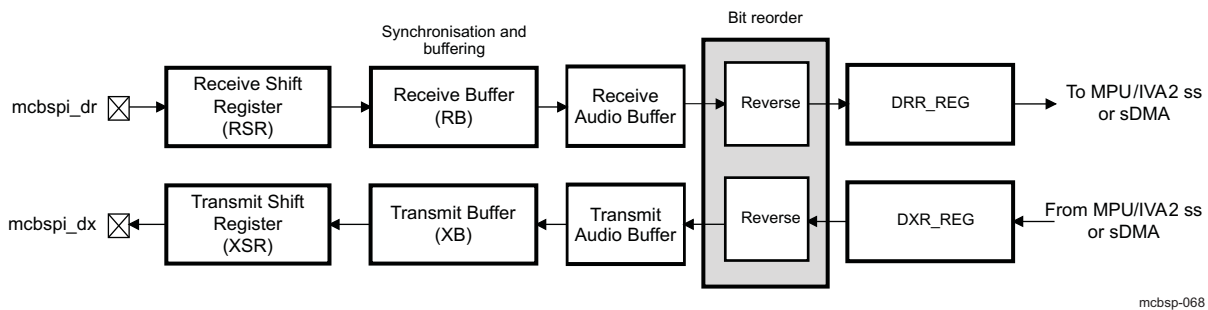 Bit reorder
Synchronisation and
buffering
mcbspi_dr
Receive Shift
Register
(RSR)
Receive Buffer
(RB)
Receive
Audio Buffer
Reverse
DRR_REG
To MPU/IVA2 ss
or sDMA
mcbspi_dx
Transmit Shift
Register
(XSR)
Transmit Buffer
(XB)
Transmit
Audio Buffer
Reverse
DXR_REG
From MPU/IVA2 ss
or sDMA
mcbsp-068